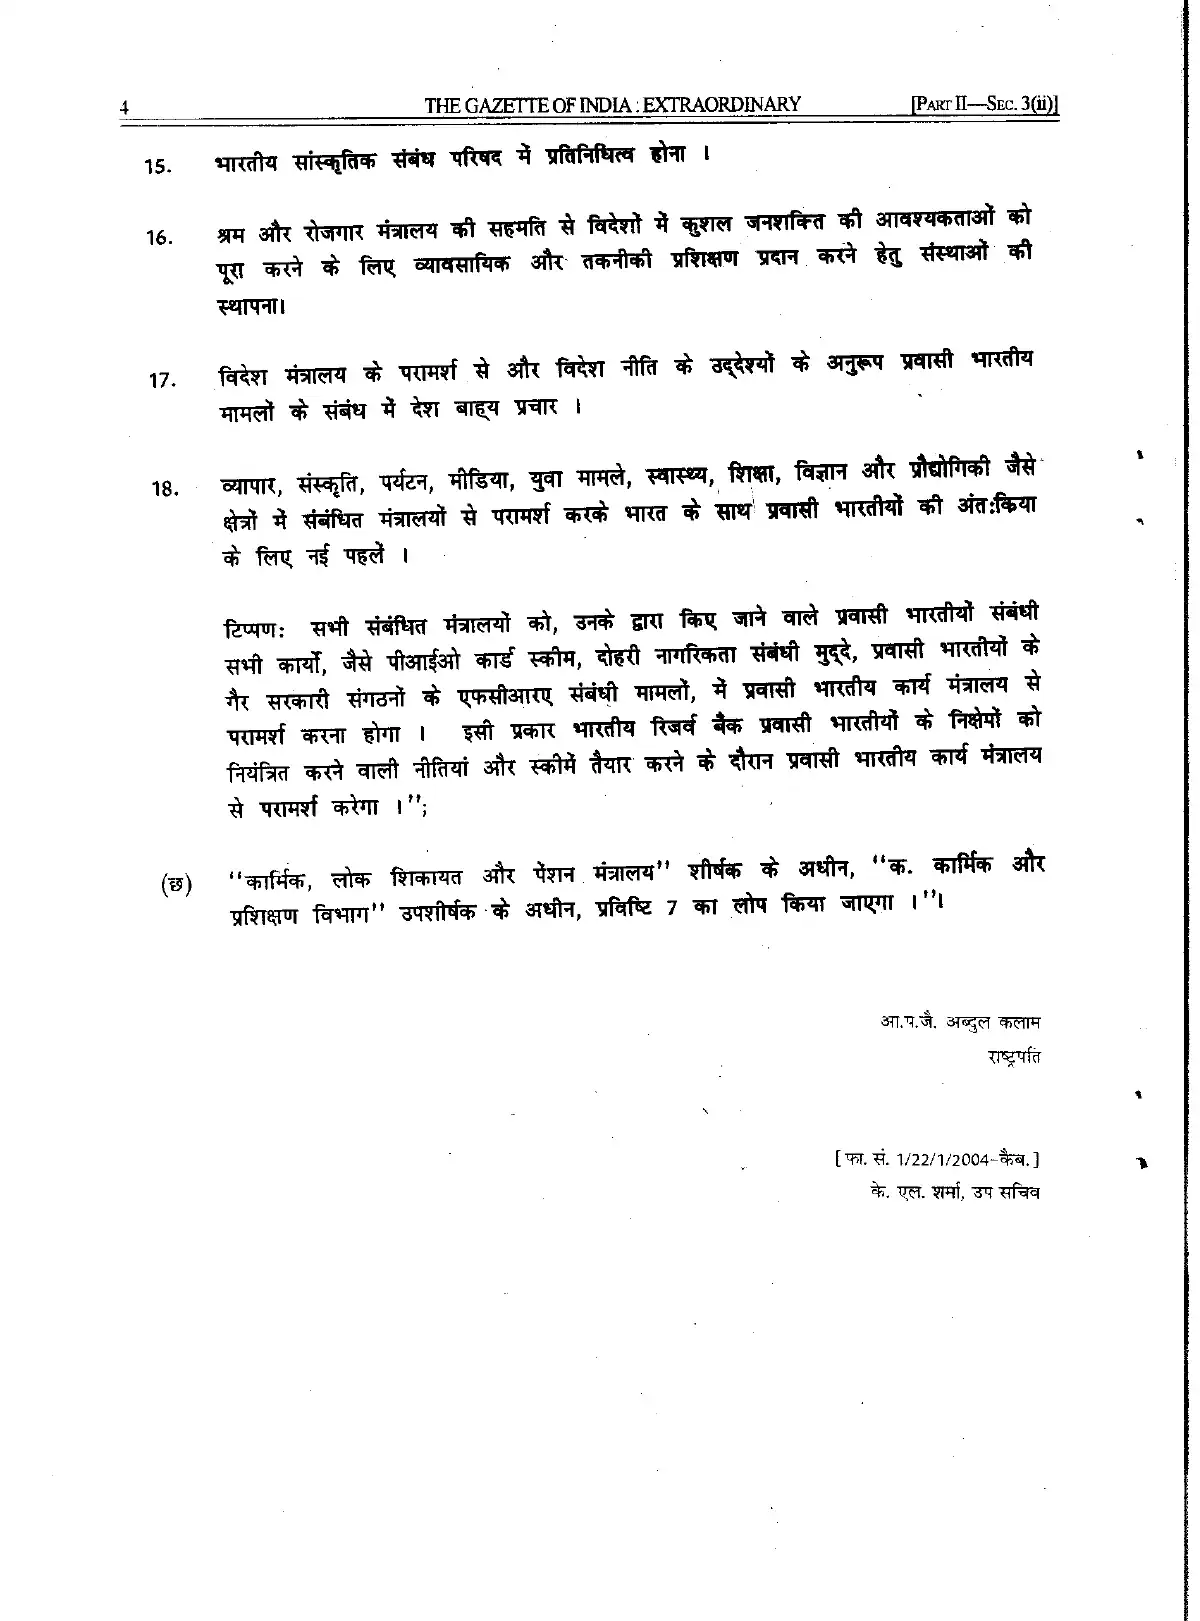 4 THE GAZETTE OF INDIA : EXTRAORDINARY [PART II—SEC. 3(ii)]
15. भारतीय सांस्कृतिक संबंध परिषद में प्रतिनिधित्व होना ।
16. श्रम और रोजगार मंत्रालय की सहमति से विदेशों में कुशल जनशक्ति की आवश्यकताओं को
पूरा करने के लिए व्यावसायिक और तकनीकी प्रशिक्षण प्रदान करने हेतु संस्थाओं की
स्थापना।
17. विदेश मंत्रालय के परामर्श से और विदेश नीति के उद्देश्यों के अनुरूप प्रवासी भारतीय
मामलों के संबंध में देश बाह्य प्रचार ।
18. व्यापार, संस्कृति, पर्यटन, मीडिया, युवा मामले, स्वास्थ्य, शिक्षा, विज्ञान और प्रौद्योगिकी जैसे
क्षेत्रों में संबंधित मंत्रालयों से परामर्श करके भारत के साथ प्रवासी भारतीयों की अंत:क्रिया
के लिए नई पहलें ।
टिप्पण: सभी संबंधित मंत्रालयों को, उनके द्वारा किए जाने वाले प्रवासी भारतीयों संबंधी
सभी कार्यों, जैसे पीआईओ कार्ड स्कीम, दोहरी नागरिकता संबंधी मुद्दे, प्रवासी भारतीयों के
गैर सरकारी संगठनों के एफसीआरए संबंधी मामलों, में प्रवासी भारतीय कार्य मंत्रालय से
परामर्श करना होगा । इसी प्रकार भारतीय रिजर्व बैंक प्रवासी भारतीयों के निक्षेपों को
नियंत्रित करने वाली नीतियां और स्कीमें तैयार करने के दौरान प्रवासी भारतीय कार्य मंत्रालय
से परामर्श करेगा ।'';
(छ) ''कार्मिक, लोक शिकायत और पेंशन मंत्रालय'' शीर्षक के अधीन, ''क. कार्मिक और
प्रशिक्षण विभाग'' उपशीर्षक के अधीन, प्रविष्टि 7 का लोप किया जाएगा ।''।
आ.प.जै. अब्दुल कलाम
राष्ट्रपति
[ फा. सं. 1/22/1/2004-कैब. ]
के. एल. शर्मा, उप सचिव